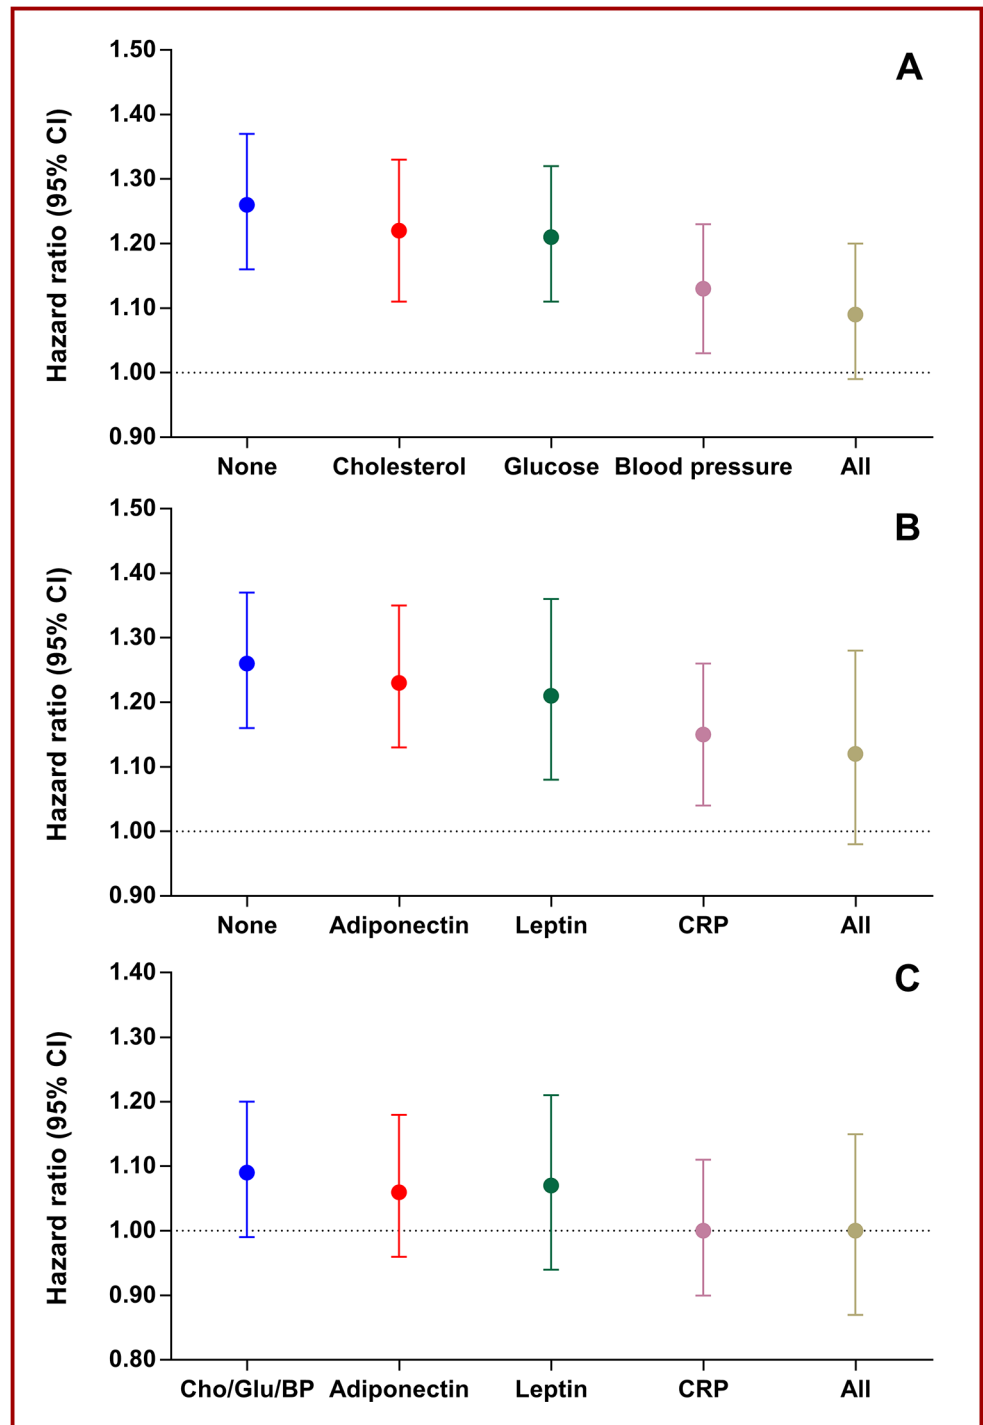 A
Hazard ratio (95% CI)
1.50
1.40
1.30
1.20
1.10
1.00
0.90
None Cholesterol Glucose Blood pressure All
B
Hazard ratio (95% CI)
1.50
1.40
1.30
1.20
1.10
1.00
0.90
None Adiponectin Leptin CRP All
C
Hazard ratio (95% CI)
1.40
1.30
1.20
1.10
1.00
0.90
0.80
Cho/Glu/BP Adiponectin Leptin CRP All